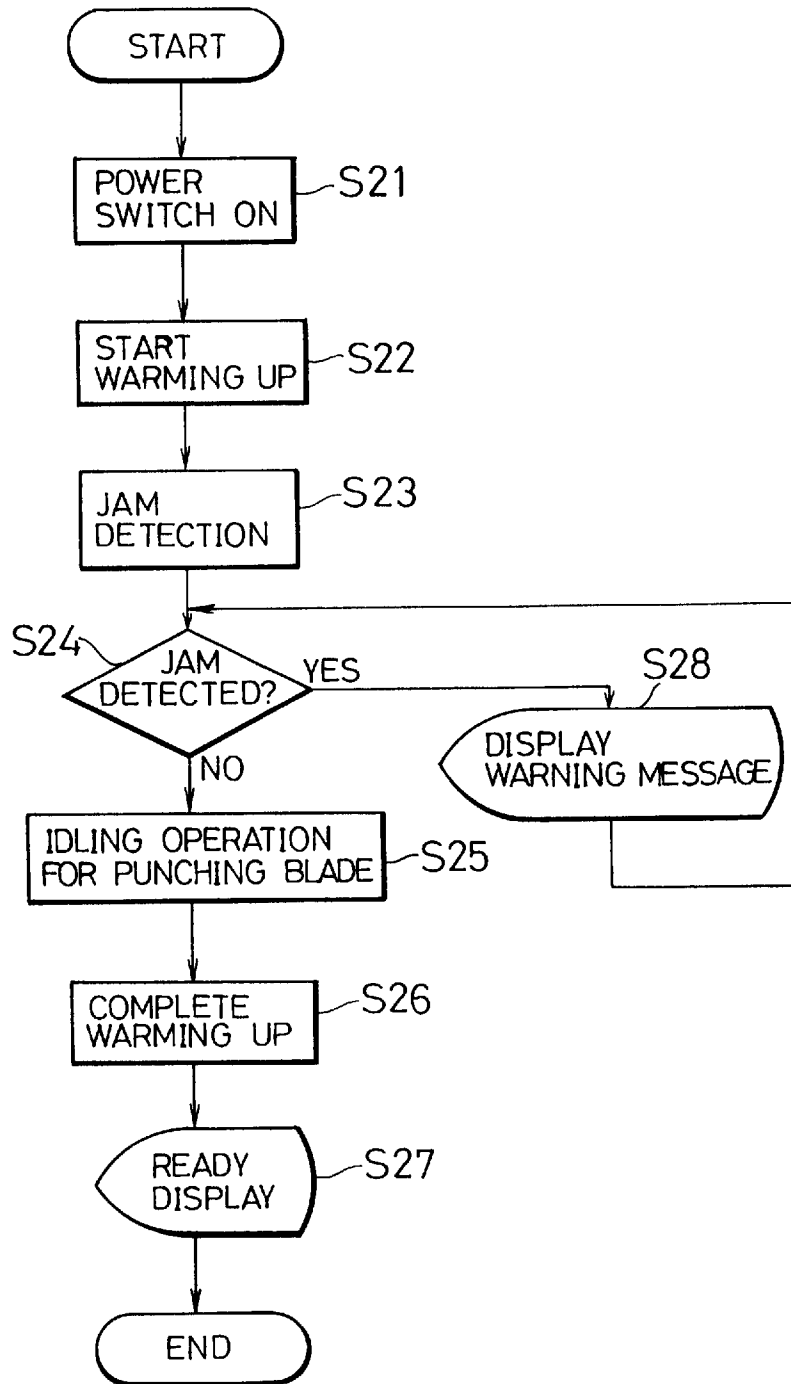 START
POWER
SWITCH ON
S21
START
WARMING UP
S22
JAM
DETECTION
S23
S24
JAM
DETECTED?
YES
NO
S28
DISPLAY
WARNING MESSAGE
IDLING OPERATION
FOR PUNCHING BLADE
S25
COMPLETE
WARMING UP
S26
READY
DISPLAY
S27
END